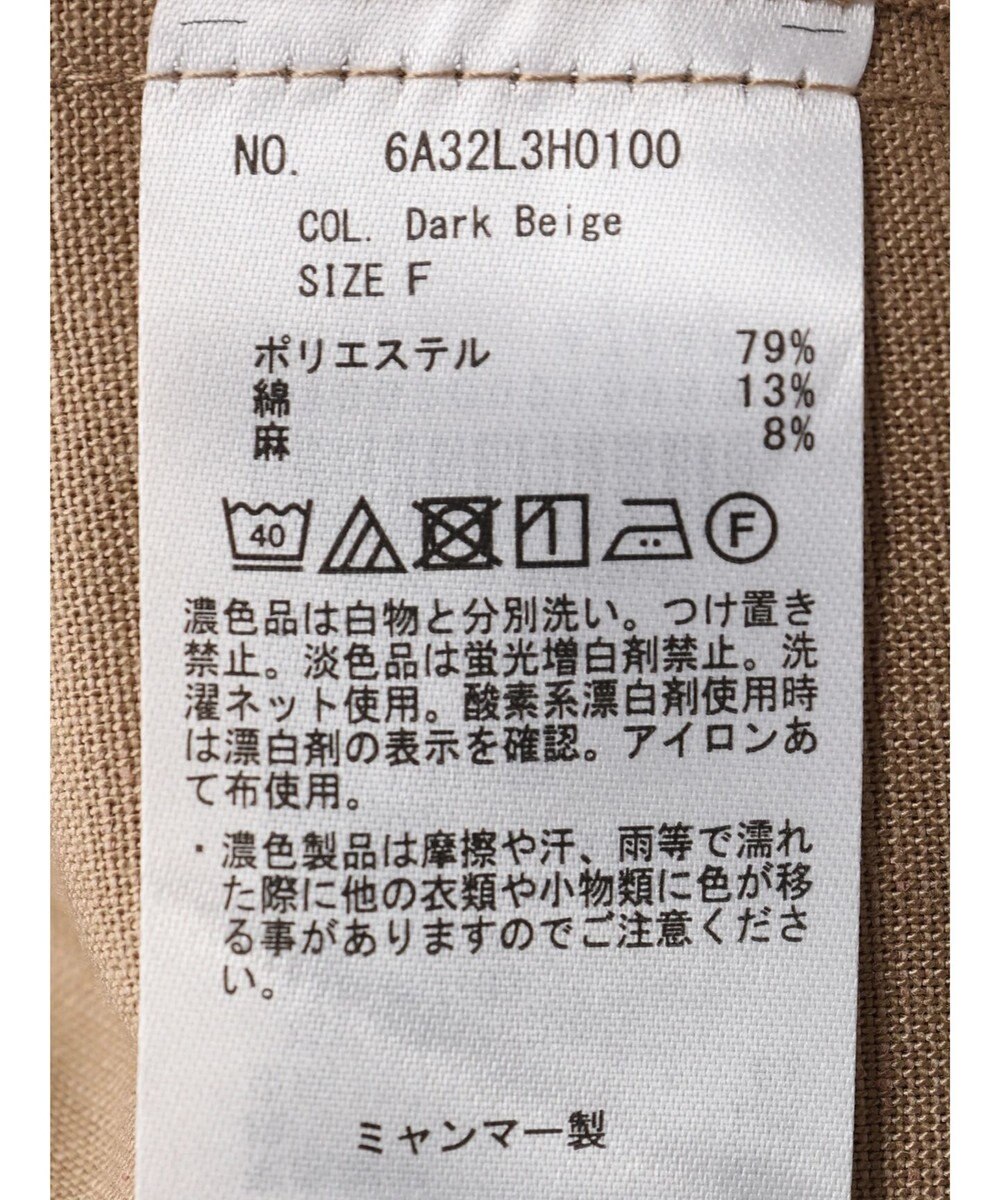 NO. 6A32L3H0100
COL. Dark Beige
SIZE F
ポリエステル 79%
綿 13%
麻 8%
40 F
濃色品は白物と分別洗い。つけ置き
禁止。淡色品は蛍光増白剤禁止。洗
濯ネット使用。酸素系漂白剤使用時
は漂白剤の表示を確認。アイロンあ
て布使用。
・濃色製品は摩擦や汗、雨等で濡れ
た際に他の衣類や小物類に色が移
る事がありますのでご注意くださ
い。
ミャンマー製